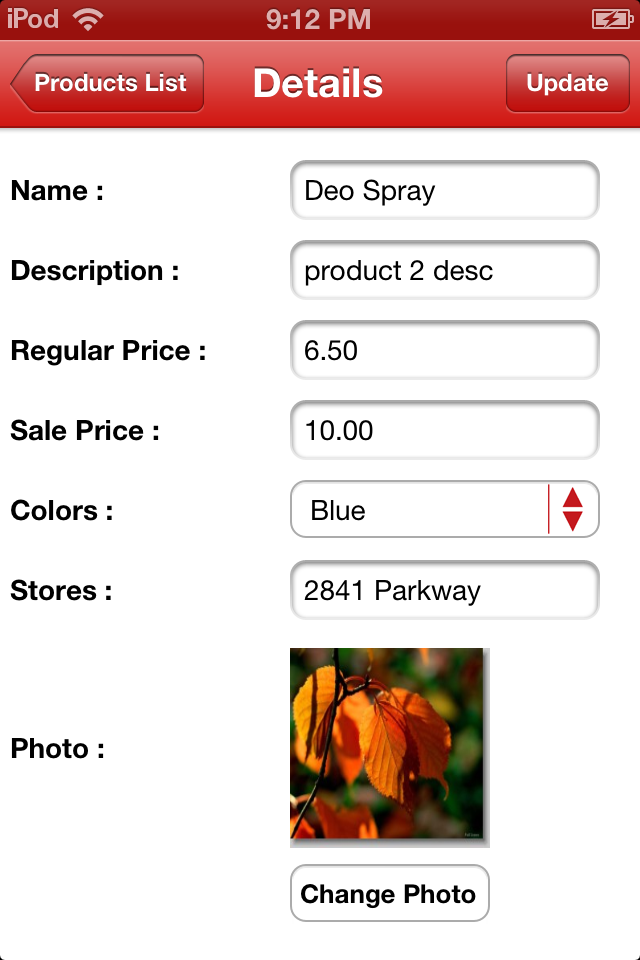 iPod 9:12 PM
Products List Details Update
Name : Deo Spray
Description : product 2 desc
Regular Price : 6.50
Sale Price : 10.00
Colors : Blue
Stores : 2841 Parkway
Photo :
Change Photo